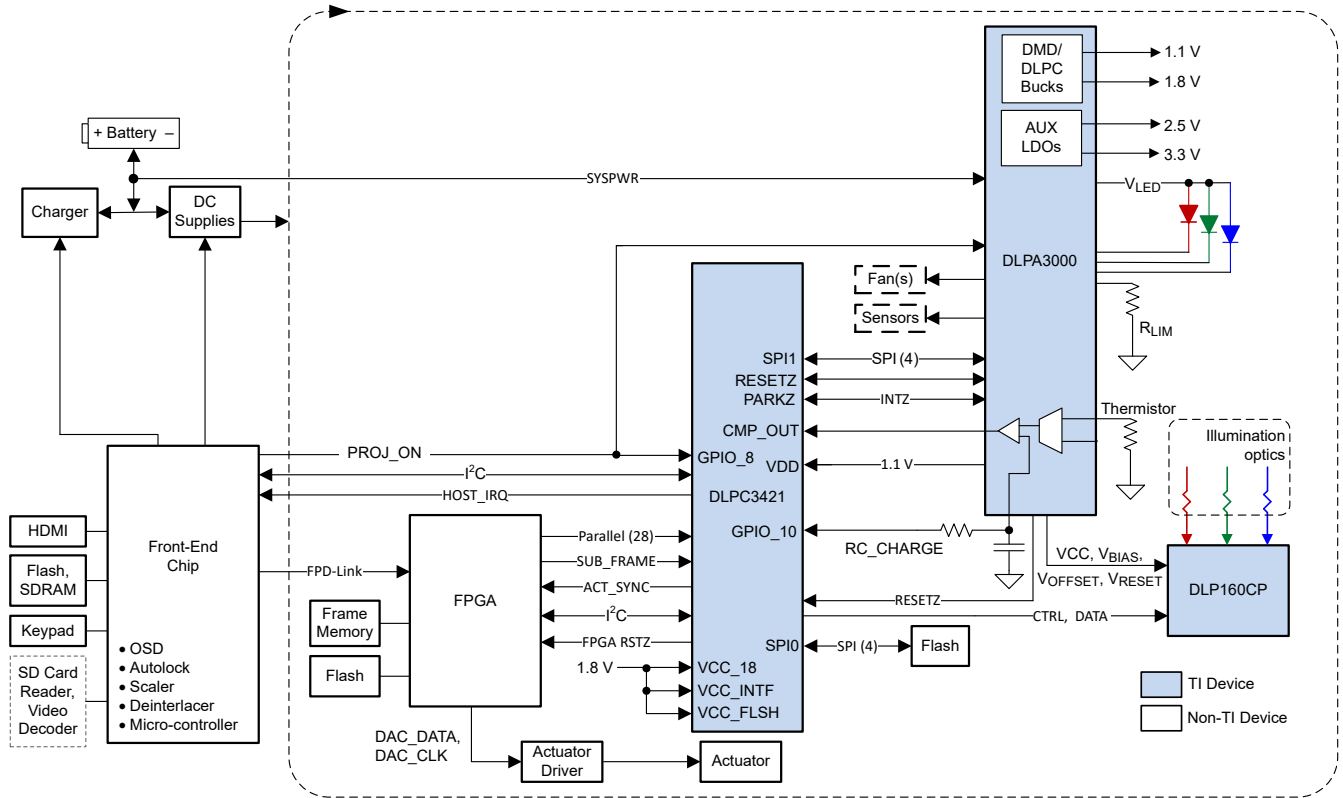 DMD/
DLPC
Bucks
1.1 V
1.8 V
AUX
LDOs
2.5 V
3.3 V
+ Battery –
SYSPWR
Charger
DC
Supplies
VLED
DLPA3000
Fan(s)
Sensors
RLIM
SPI1
SPI (4)
RESETZ
PARKZ
INTZ
Thermistor
CMP_OUT
Illumination
optics
PROJ_ON
GPIO_8
VDD
1.1 V
I2C
HOST_IRQ
DLPC3421
HDMI
Front-End
Chip
Parallel (28)
GPIO_10
RC_CHARGE
Flash,
SDRAM
FPD-Link
FPGA
SUB_FRAME
VCC, VBIAS,
VOFFSET, VRESET
ACT_SYNC
DLP160CP
RESETZ
Frame
Memory
I2C
CTRL, DATA
Keypad
FPGA RSTZ
SPI0
SPI (4)
Flash
• OSD
• Autolock
• Scaler
• Deinterlacer
• Micro-controller
SD Card
Reader,
Video
Decoder
Flash
1.8 V
VCC_18
VCC_INTF
VCC_FLSH
TI Device
Non-TI Device
DAC_DATA,
DAC_CLK
Actuator
Driver
Actuator